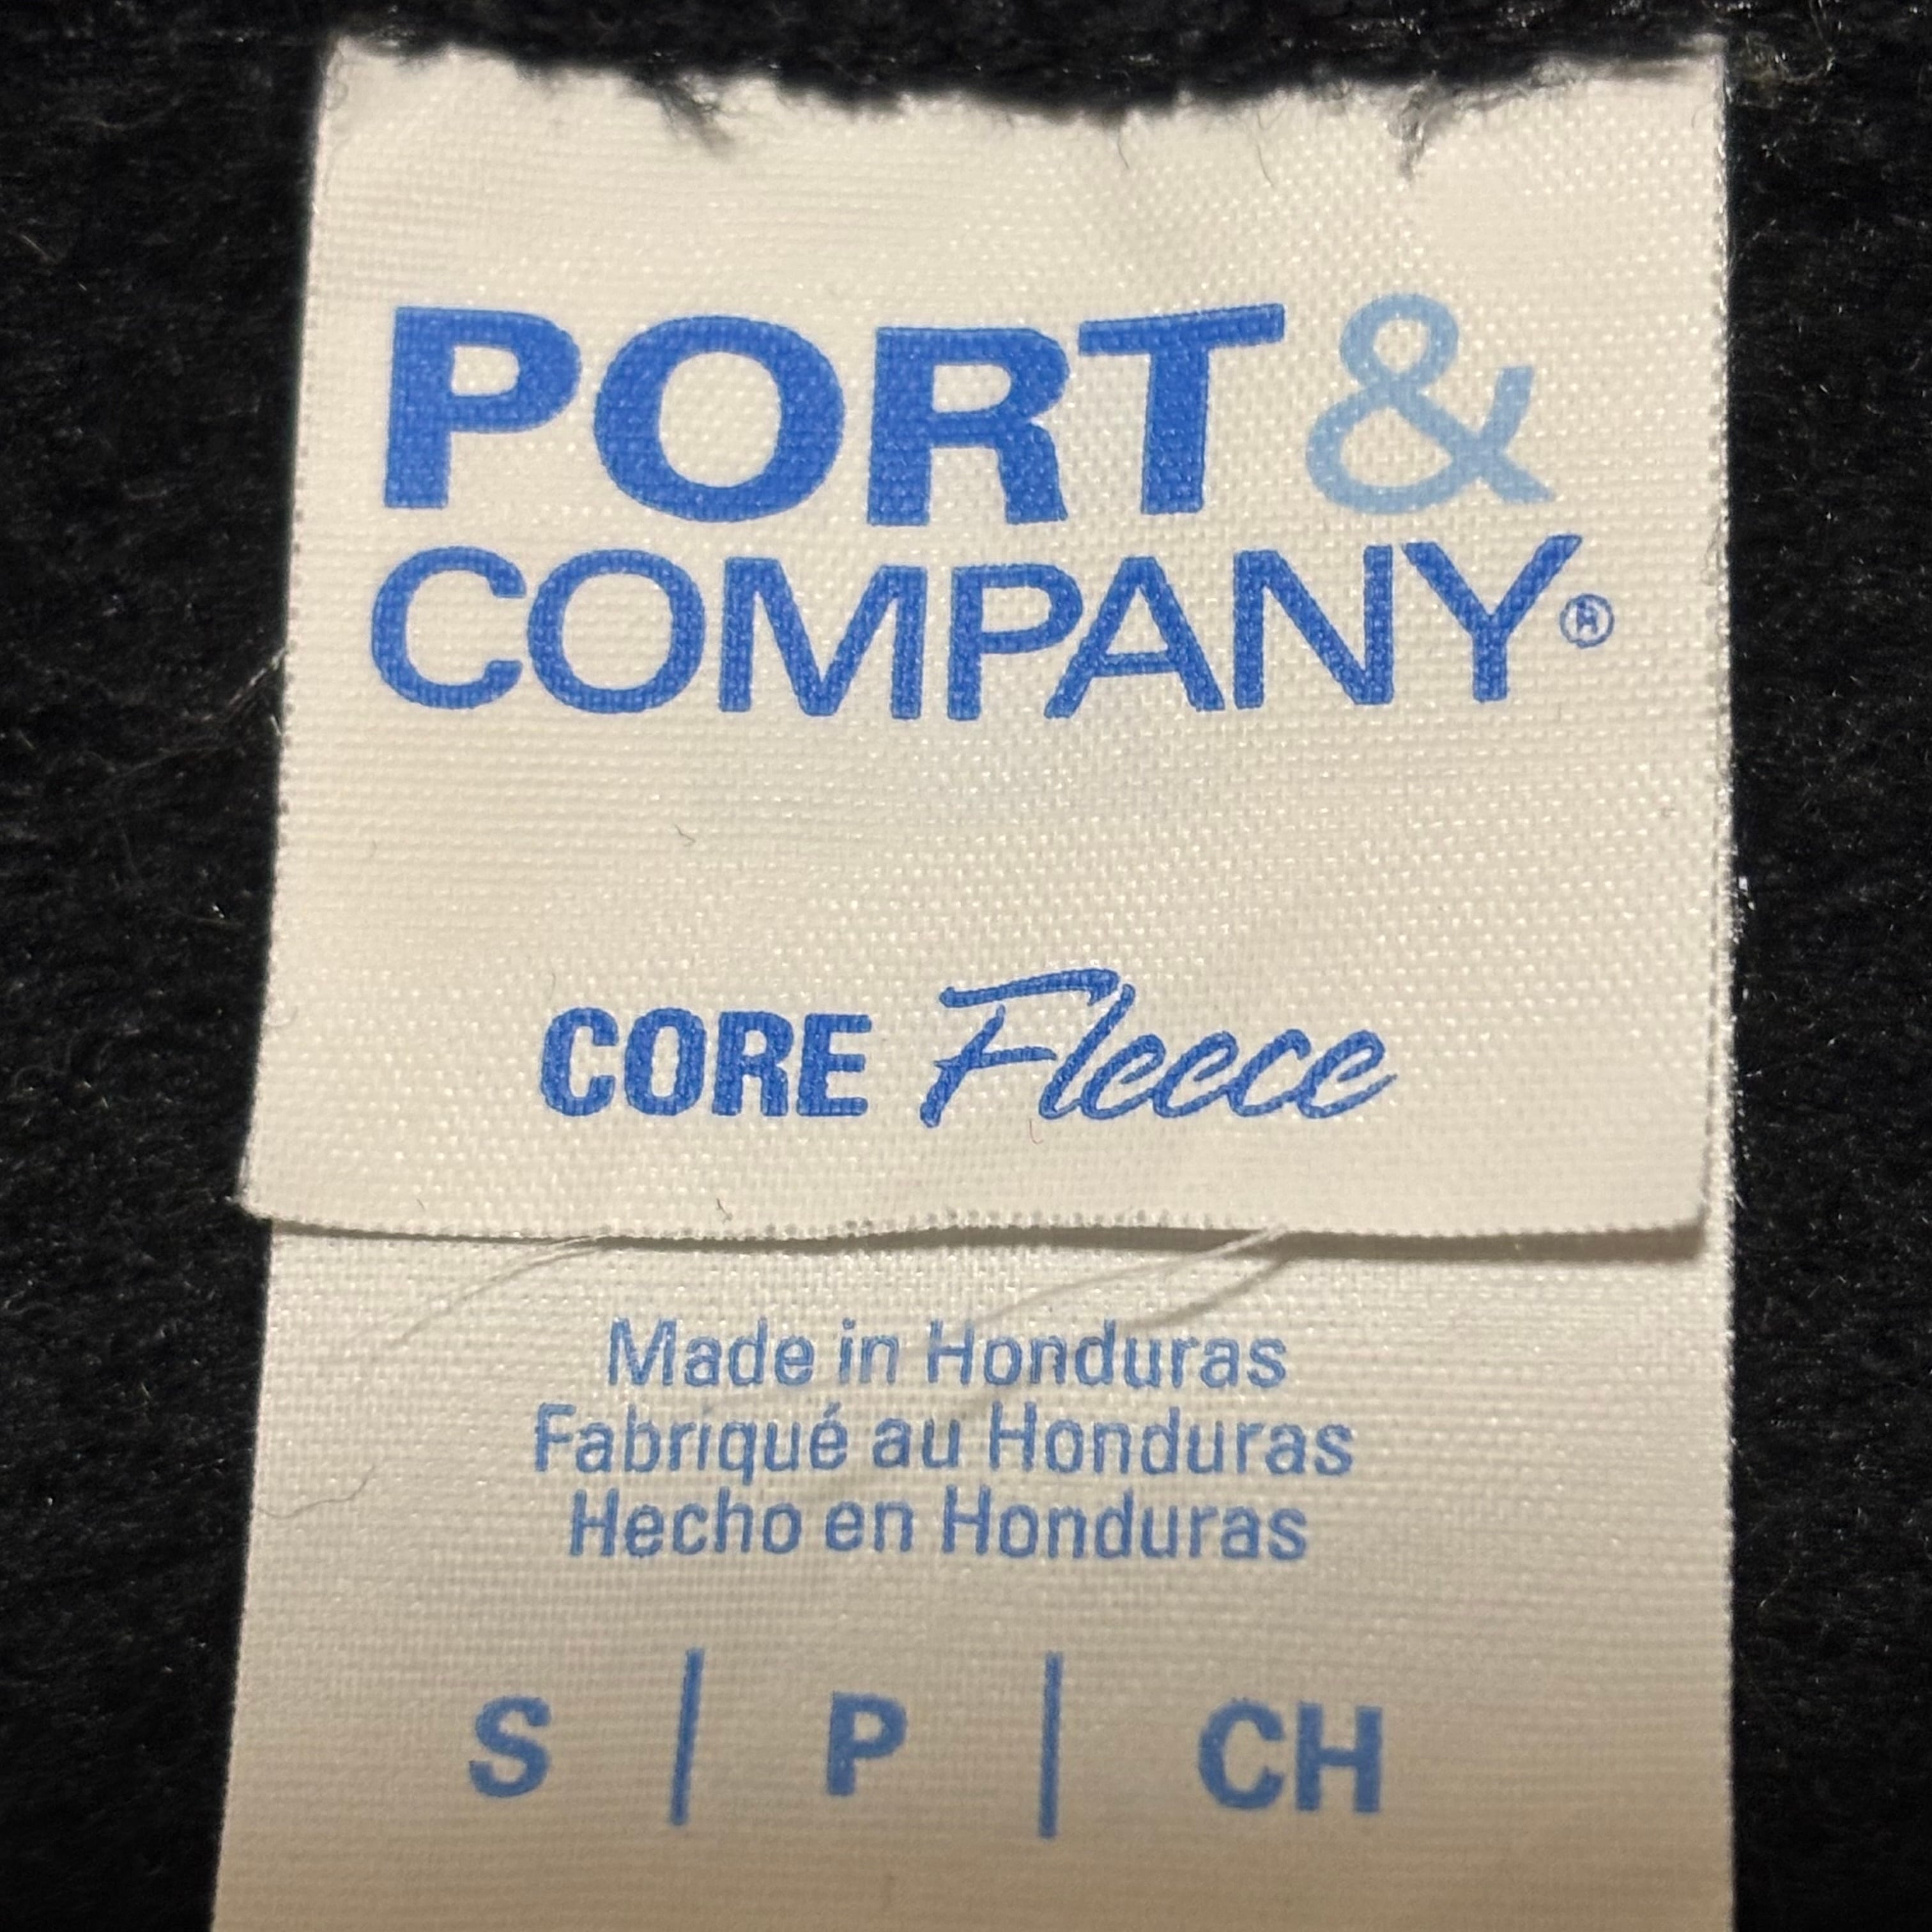 PORT &
COMPANY®
CORE Fleece
Made in Honduras
Fabriqué au Honduras
Hecho en Honduras
S | P | CH